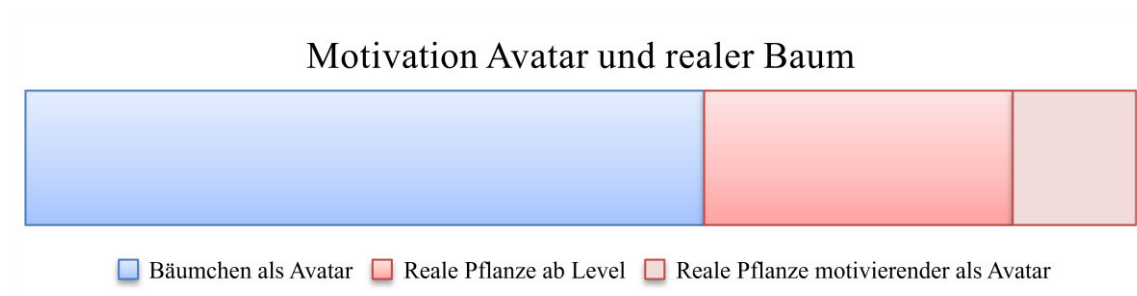 Motivation Avatar und realer Baum
Bäumchen als Avatar Reale Pflanze ab Level Reale Pflanze motivierender als Avatar